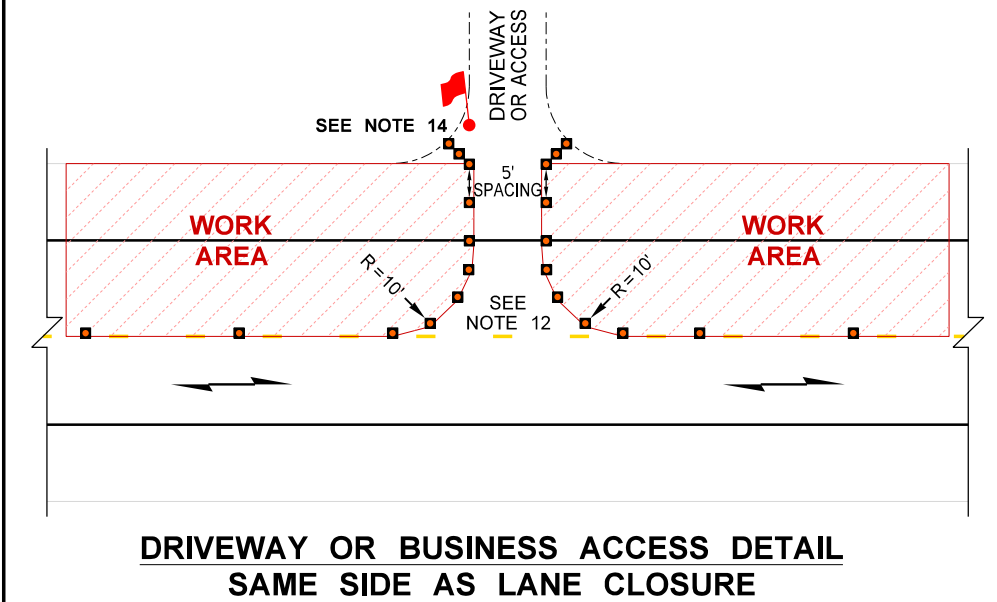 DRIVEWAY
OR ACCESS
SEE NOTE 14
5'
SPACING
WORK
AREA
WORK
AREA
R=10'
R=10'
SEE
NOTE 12
DRIVEWAY OR BUSINESS ACCESS DETAIL
SAME SIDE AS LANE CLOSURE